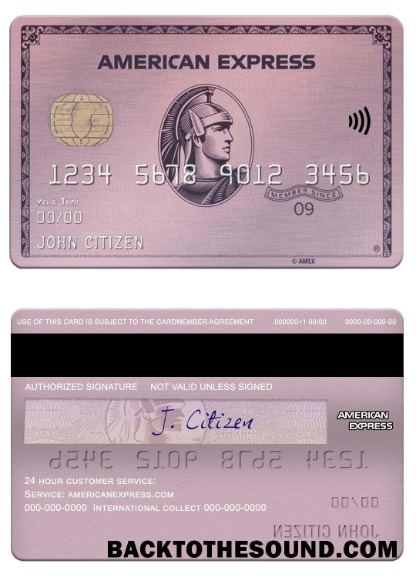 AMERICAN EXPRESS
1234 5678 9012 3456
MEMBER SINCE
Valid Thru
09
00/00
JOHN CITIZEN
®
© AMEX
USE OF THIS CARD IS SUBJECT TO THE CARDMEMBER AGREEMENT 000000+1 00/00 0000-00-000-00
AUTHORIZED SIGNATURE NOT VALID UNLESS SIGNED
J. Citizen
AMERICAN
EXPRESS
1234 5678 9012 3456
24 HOUR CUSTOMER SERVICE:
SERVICE: AMERICANEXPRESS.COM
000-000-0000 INTERNATIONAL COLLECT 000-000-0000
00/00
JOHN CITIZEN
BACKTOTHESOUND.COM